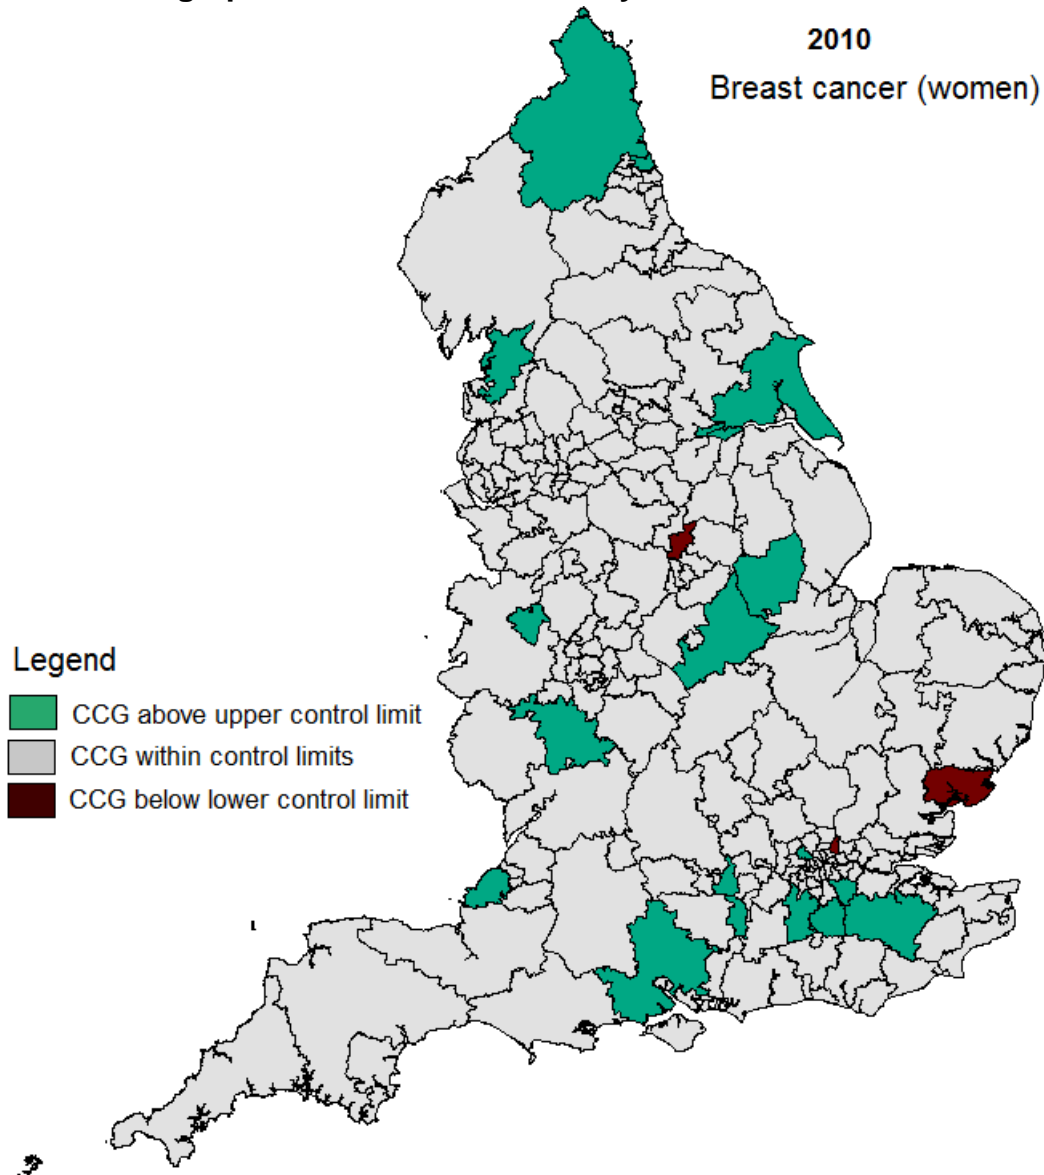 2010
Breast cancer (women)
Legend
CCG above upper control limit
CCG within control limits
CCG below lower control limit